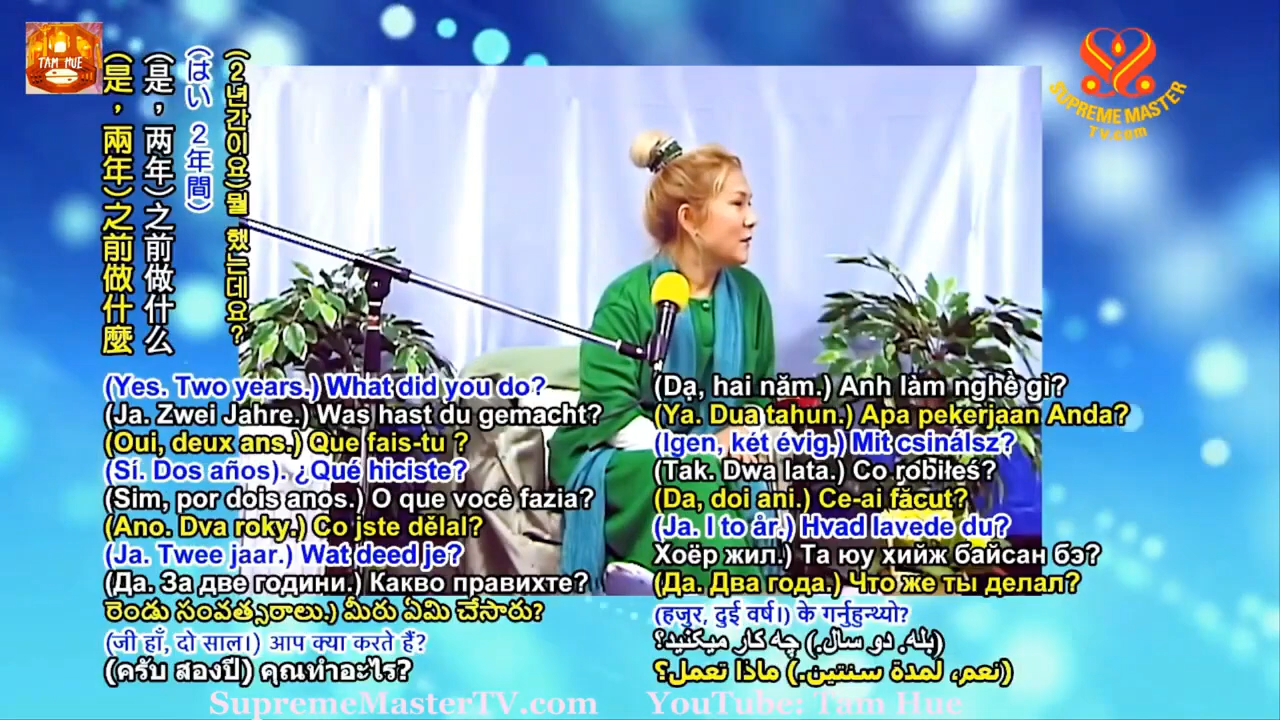 TAM HUE
SUPREME MASTER
TV.com
(2년간이요) 뭘 했는데요?
(はい 2年間)
(是，两年)之前做什么
(是，兩年)之前做什麼
(Yes. Two years.) What did you do?
(Ja. Zwei Jahre.) Was hast du gemacht?
(Oui, deux ans.) Que fais-tu ?
(Sí. Dos años). ¿Qué hiciste?
(Sim, por dois anos.) O que você fazia?
(Ano. Dva roky.) Co jste dělal?
(Ja. Twee jaar.) Wat deed je?
(Да. За две години.) Какво правихте?
రెండు సంవత్సరాలు.) మీరు ఏమి చేసారు?
(जी हाँ, दो साल।) आप क्या करते हैं?
(ครับ สองปี) คุณทำอะไร?
(Dạ, hai năm.) Anh làm nghề gì?
(Ya. Dua tahun.) Apa pekerjaan Anda?
(Igen, két évig.) Mit csinálsz?
(Tak. Dwa lata.) Co robiłeś?
(Da, doi ani.) Ce-ai făcut?
(Ja. I to år.) Hvad lavede du?
Хоёр жил.) Та юу хийж байсан бэ?
(Да. Два года.) Что же ты делал?
(हजुर, दुई वर्ष।) के गर्नुहुन्थ्यो?
(بله. دو سال.) چه کار میکنید؟
(نعم، لمدة سنتين.) ماذا تعمل؟
SupremeMasterTV.com
YouTube: Tam Hue